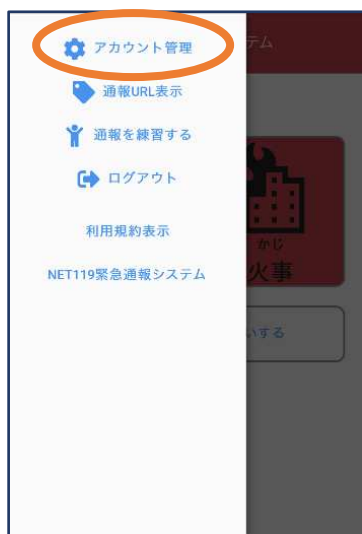 アカウント管理
テム
通報URL表示
通報を練習する
ログアウト
利用規約表示
NET119緊急通報システム
かじ
火事
いする